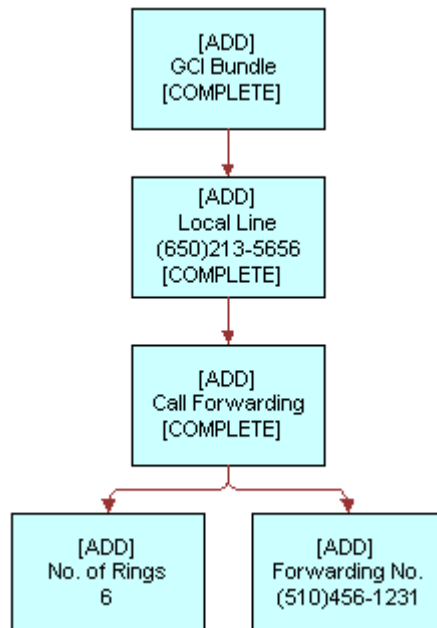 [ADD]
GCI Bundle
[COMPLETE]
[ADD]
Local Line
(650)213-5656
[COMPLETE]
[ADD]
Call Forwarding
[COMPLETE]
[ADD]
No. of Rings
6
[ADD]
Forwarding No.
(510)456-1231